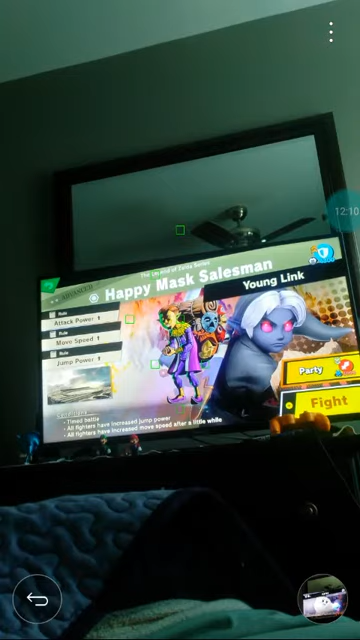 12:10
The Legend of Zelda Series
ADVANCED
Happy Mask Salesman
Young Link
Rule
Attack Power ↑
Rule
Move Speed ↑
Rule
Jump Power ↑
Party
Fight
CONDITIONS
· Timed battle
· All fighters have increased jump power
· All fighters have increased move speed after a little while